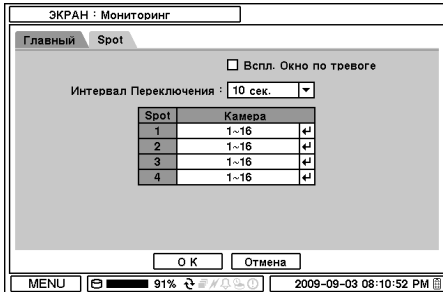 ЭКРАН : Мониторинг
Главный Spot
Вспл. Окно по тревоге
Интервал Переключения : 10 сек.
Spot Камера
1 1~16
2 1~16
3 1~16
4 1~16
O K Отмена
MENU 91% 2009-09-03 08:10:52 PM